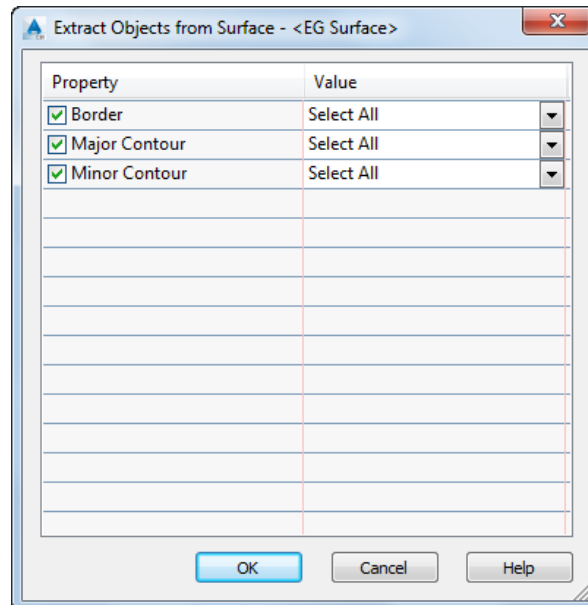 Extract Objects from Surface - <EG Surface>
Property Value
Border Select All
Major Contour Select All
Minor Contour Select All
OK Cancel Help